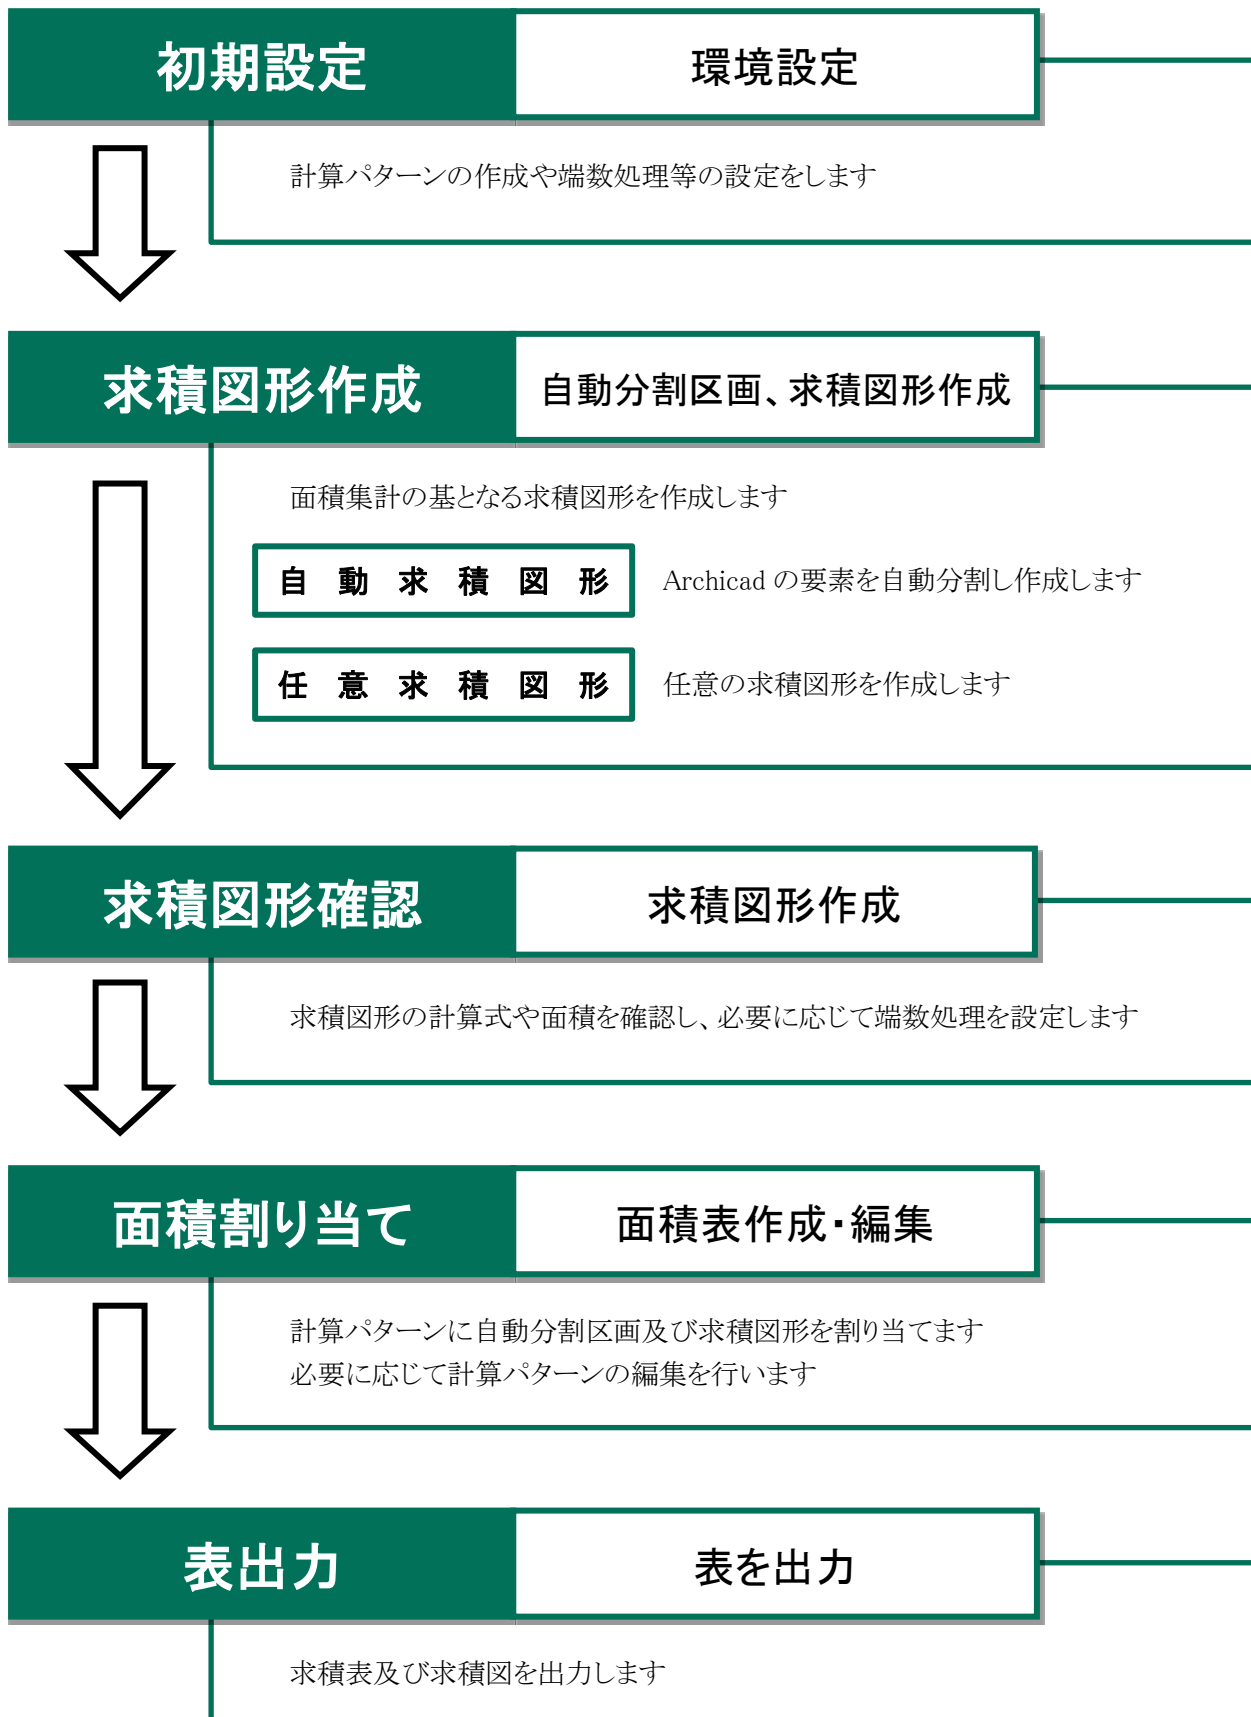 初期設定
環境設定
計算パターンの作成や端数処理等の設定をします
求積図形作成
自動分割区画、求積図形作成
面積集計の基となる求積図形を作成します
自動求積図形
Archicad の要素を自動分割し作成します
任意求積図形
任意の求積図形を作成します
求積図形確認
求積図形作成
求積図形の計算式や面積を確認し、必要に応じて端数処理を設定します
面積割り当て
面積表作成・編集
計算パターンに自動分割区画及び求積図形を割り当てます
必要に応じて計算パターンの編集を行います
表出力
表を出力
求積表及び求積図を出力します